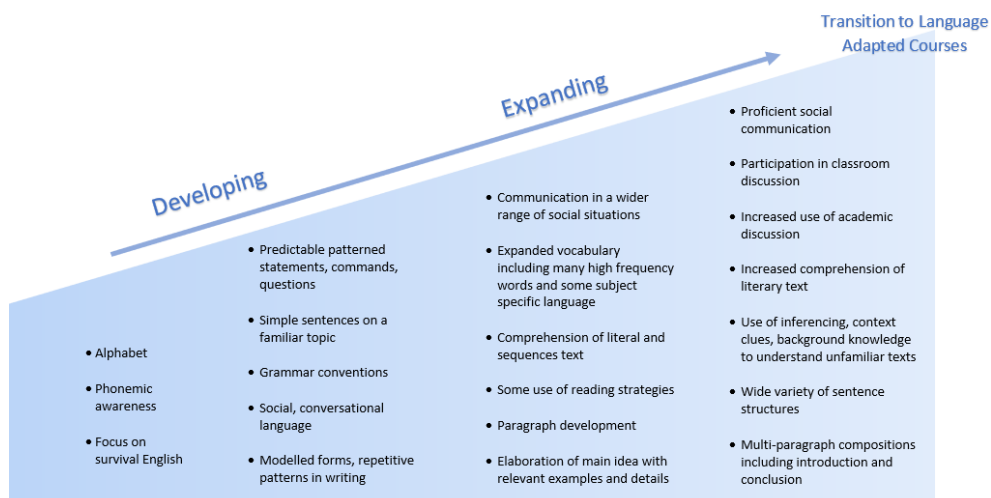 Transition to Language
Adapted Courses
Expanding
Developing
• Alphabet
• Phonemic
awareness
• Focus on
survival English
• Predictable patterned
statements, commands,
questions
• Simple sentences on a
familiar topic
• Grammar conventions
• Social, conversational
language
• Modelled forms, repetitive
patterns in writing
• Communication in a wider
range of social situations
• Expanded vocabulary
including many high frequency
words and some subject
specific language
• Comprehension of literal and
sequences text
• Some use of reading strategies
• Paragraph development
• Elaboration of main idea with
relevant examples and details
• Proficient social
communication
• Participation in classroom
discussion
• Increased use of academic
discussion
• Increased comprehension of
literary text
• Use of inferencing, context
clues, background knowledge
to understand unfamiliar texts
• Wide variety of sentence
structures
• Multi-paragraph compositions
including introduction and
conclusion